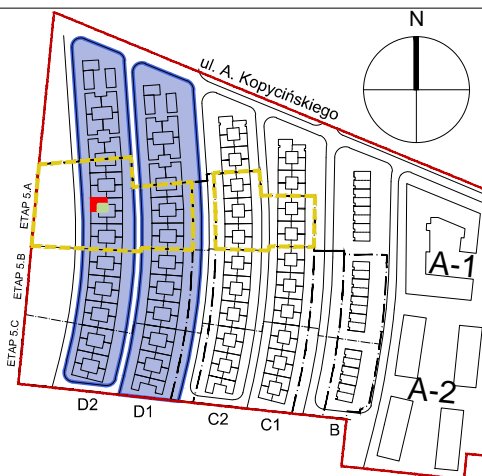 N
ul. A. Kopycińskiego
ETAP 5.A
ETAP 5.B
ETAP 5.C
A-1
A-2
D2
D1
C2
C1
B